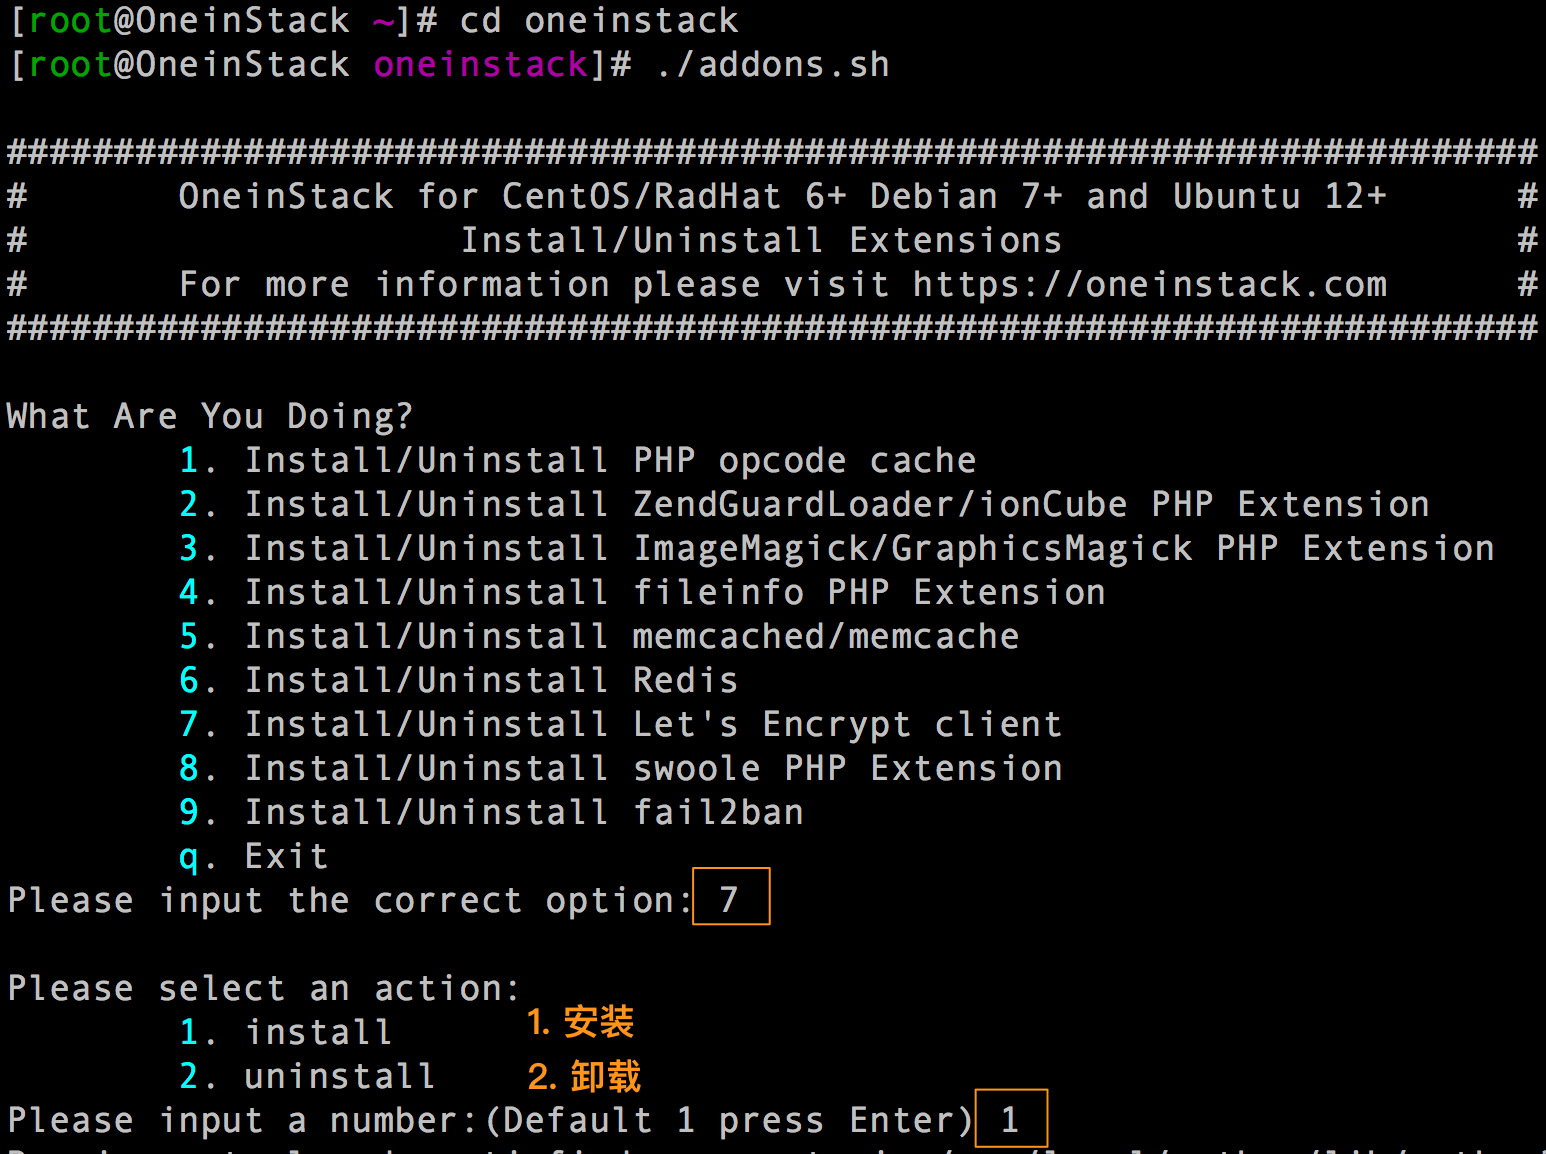 [root@OneinStack ~]# cd oneinstack
[root@OneinStack oneinstack]# ./addons.sh
#######################################################################
# OneinStack for CentOS/RadHat 6+ Debian 7+ and Ubuntu 12+ #
# Install/Uninstall Extensions #
# For more information please visit https://oneinstack.com #
#######################################################################
What Are You Doing?
1. Install/Uninstall PHP opcode cache
2. Install/Uninstall ZendGuardLoader/ionCube PHP Extension
3. Install/Uninstall ImageMagick/GraphicsMagick PHP Extension
4. Install/Uninstall fileinfo PHP Extension
5. Install/Uninstall memcached/memcache
6. Install/Uninstall Redis
7. Install/Uninstall Let's Encrypt client
8. Install/Uninstall swoole PHP Extension
9. Install/Uninstall fail2ban
q. Exit
Please input the correct option: 7
Please select an action:
1. install 1. 安装
2. uninstall 2. 卸载
Please input a number:(Default 1 press Enter) 1